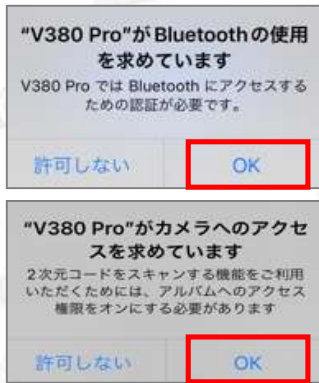 “V380 Pro”がBluetoothの使用
を求めています
V380 Pro では Bluetooth にアクセスする
ための認証が必要です。
許可しない OK
“V380 Pro”がカメラへのアクセ
スを求めています
2次元コードをスキャンする機能をご利用
いただくためには、アルバムへのアクセス
権限をオンにする必要があります
許可しない OK